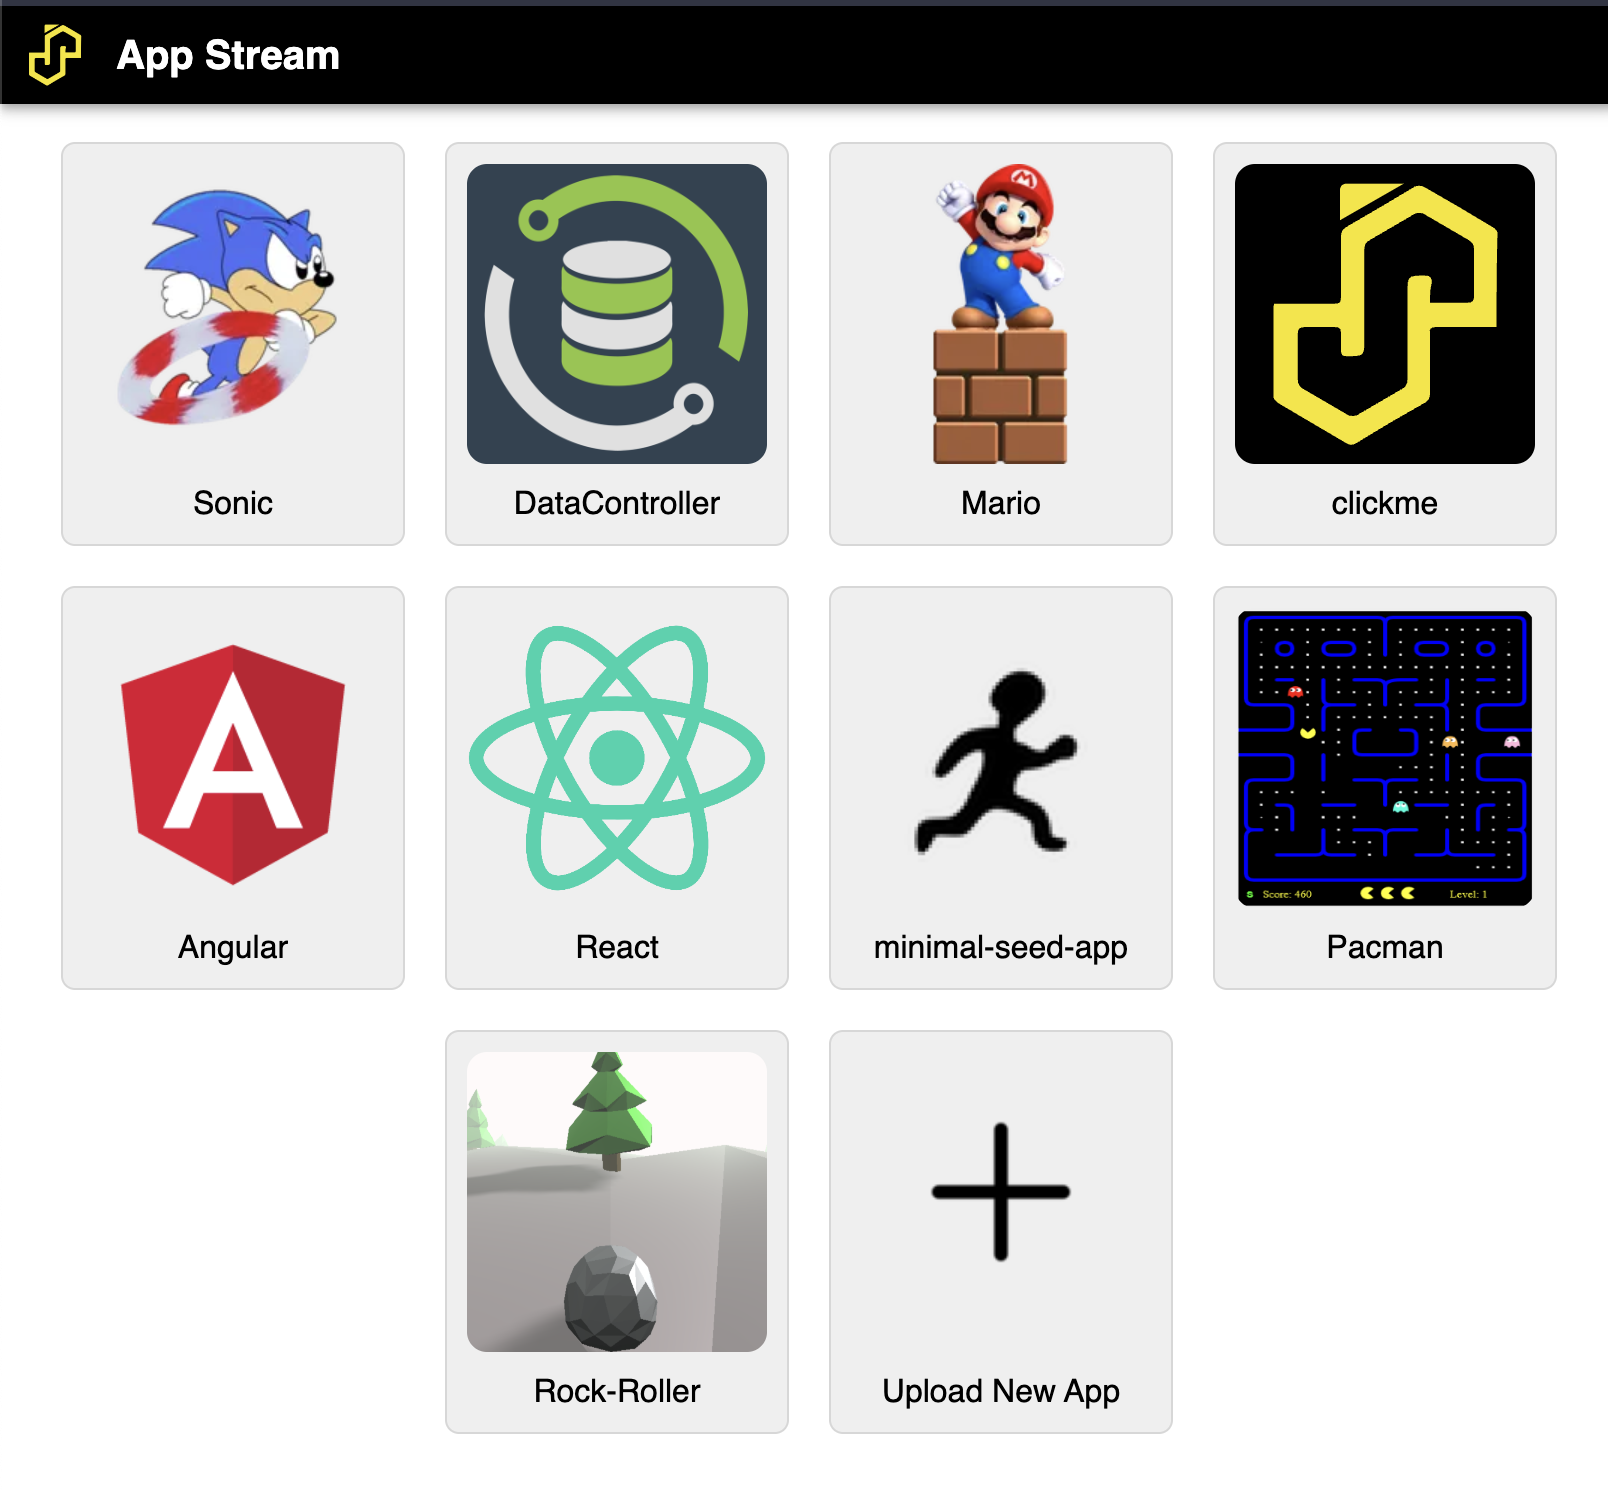 App Stream
Sonic
DataController
M
Mario
clickme
A
Angular
React
minimal-seed-app
S Score: 460 Level: 1
Pacman
Rock-Roller
Upload New App